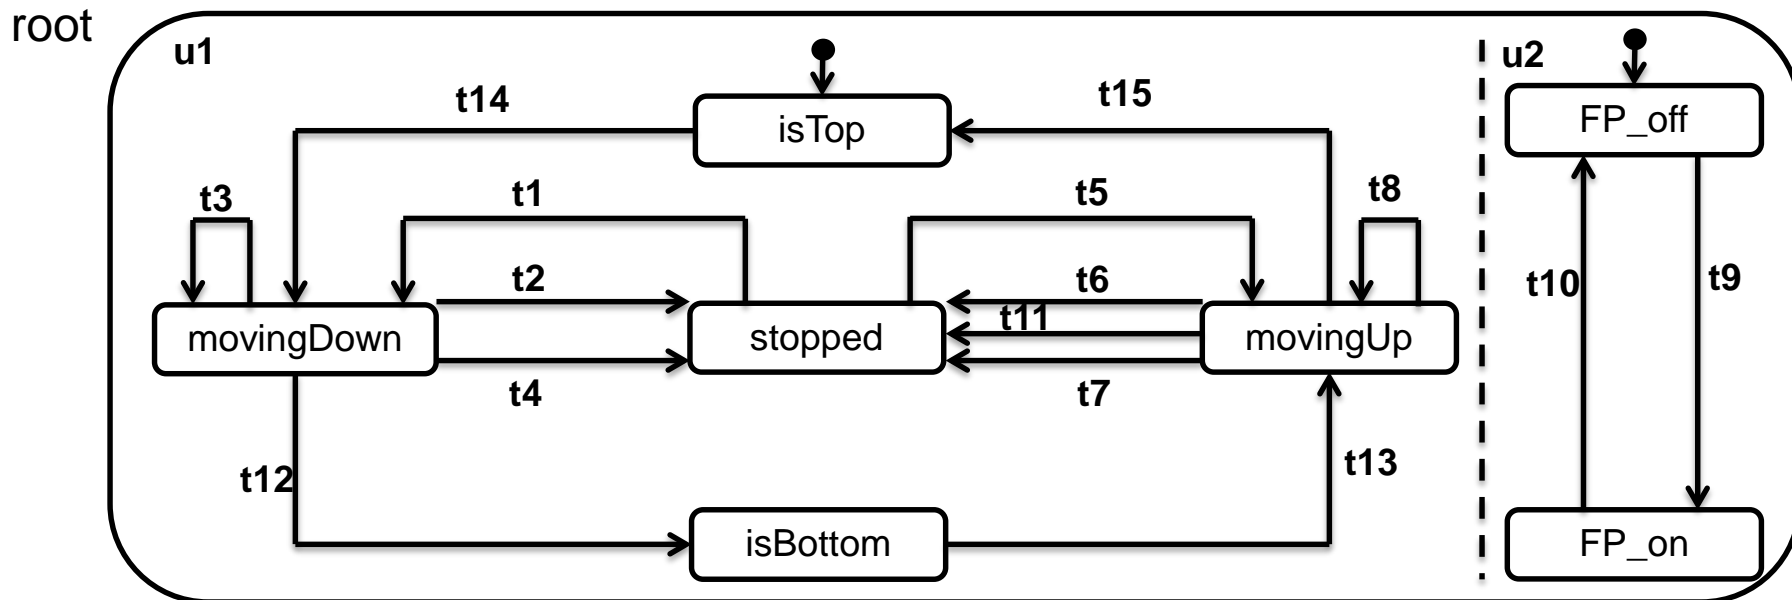 root
u1
u2
t14
isTop
t15
FP_off
t3
t1
t5
t8
t2
t6
t10
t9
t11
movingDown
stopped
movingUp
t4
t7
t12
t13
isBottom
FP_on